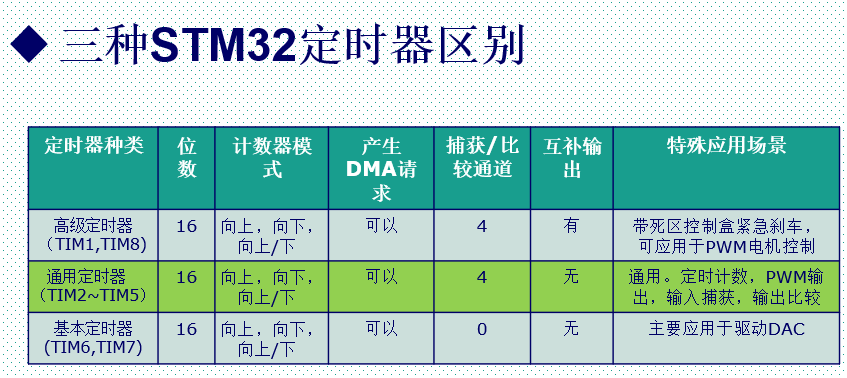 ◆ 三种STM32定时器区别
定时器种类 位数 计数器模式 产生DMA请求 捕获/比较通道 互补输出 特殊应用场景
高级定时器（TIM1,TIM8) 16 向上，向下，向上/下 可以 4 有 带死区控制盒紧急刹车，可应用于PWM电机控制
通用定时器（TIM2~TIM5） 16 向上，向下，向上/下 可以 4 无 通用。定时计数，PWM输出，输入捕获，输出比较
基本定时器(TIM6,TIM7) 16 向上，向下，向上/下 可以 0 无 主要应用于驱动DAC